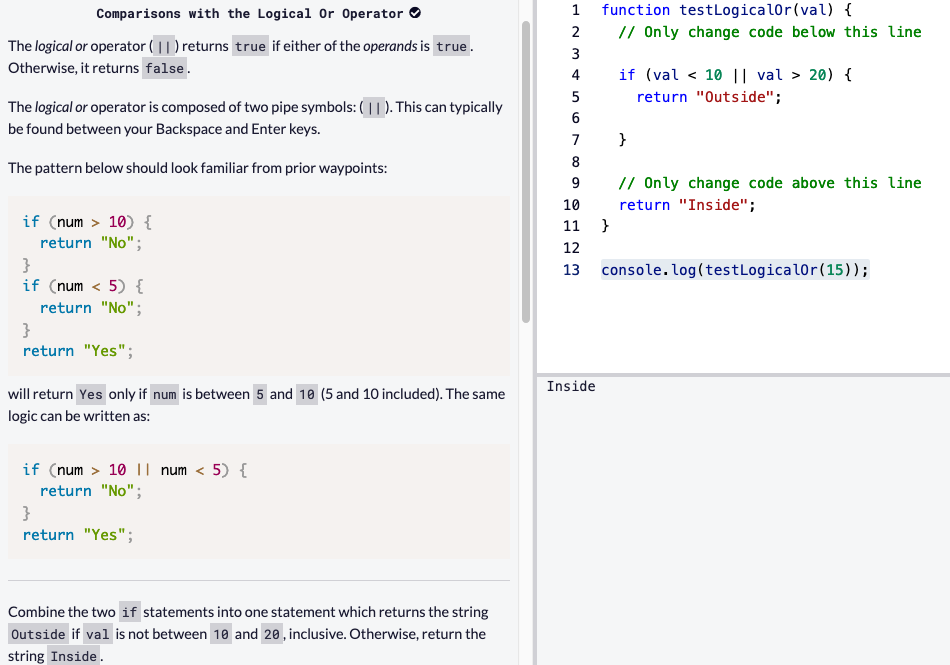 Comparisons with the Logical Or Operator
The logical or operator (||) returns true if either of the operands is true.
Otherwise, it returns false.
The logical or operator is composed of two pipe symbols: (||). This can typically
be found between your Backspace and Enter keys.
The pattern below should look familiar from prior waypoints:
if (num > 10) {
  return "No";
}
if (num < 5) {
  return "No";
}
return "Yes";
will return Yes only if num is between 5 and 10 (5 and 10 included). The same
logic can be written as:
if (num > 10 || num < 5) {
  return "No";
}
return "Yes";
Combine the two if statements into one statement which returns the string
Outside if val is not between 10 and 20, inclusive. Otherwise, return the
string Inside.
1 function testLogicalOr(val) {
2   // Only change code below this line
3
4   if (val < 10 || val > 20) {
5     return "Outside";
6
7   }
8
9   // Only change code above this line
10   return "Inside";
11 }
12
13 console.log(testLogicalOr(15));
Inside